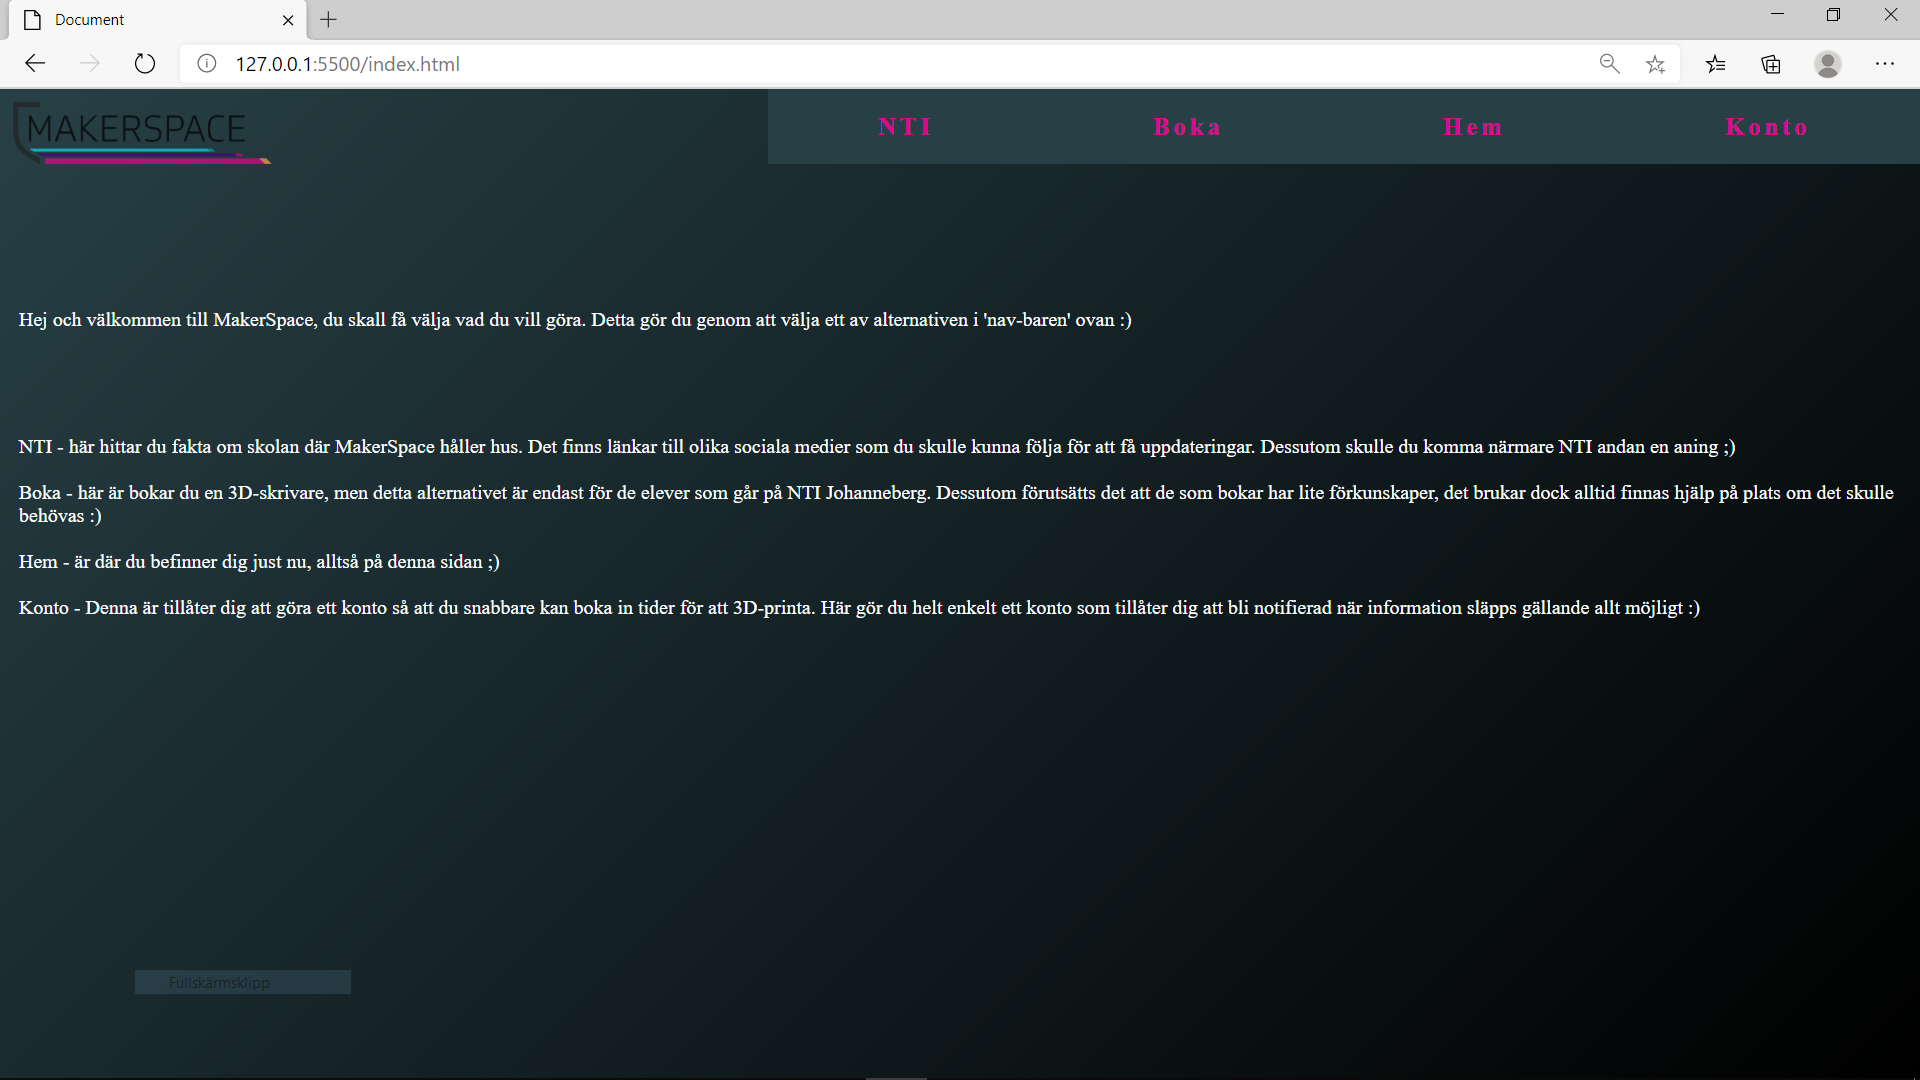 Document
127.0.0.1:5500/index.html
MAKERSPACE
NTI Boka Hem Konto
Hej och välkommen till MakerSpace, du skall få välja vad du vill göra. Detta gör du genom att välja ett av alternativen i 'nav-baren' ovan :)
NTI - här hittar du fakta om skolan där MakerSpace håller hus. Det finns länkar till olika sociala medier som du skulle kunna följa för att få uppdateringar. Dessutom skulle du komma närmare NTI andan en aning ;)
Boka - här är bokar du en 3D-skrivare, men detta alternativet är endast för de elever som går på NTI Johanneberg. Dessutom förutsätts det att de som bokar har lite förkunskaper, det brukar dock alltid finnas hjälp på plats om det skulle
behövas :)
Hem - är där du befinner dig just nu, alltså på denna sidan ;)
Konto - Denna är tillåter dig att göra ett konto så att du snabbare kan boka in tider för att 3D-printa. Här gör du helt enkelt ett konto som tillåter dig att bli notifierad när information släpps gällande allt möjligt :)
Fullskärmsklipp